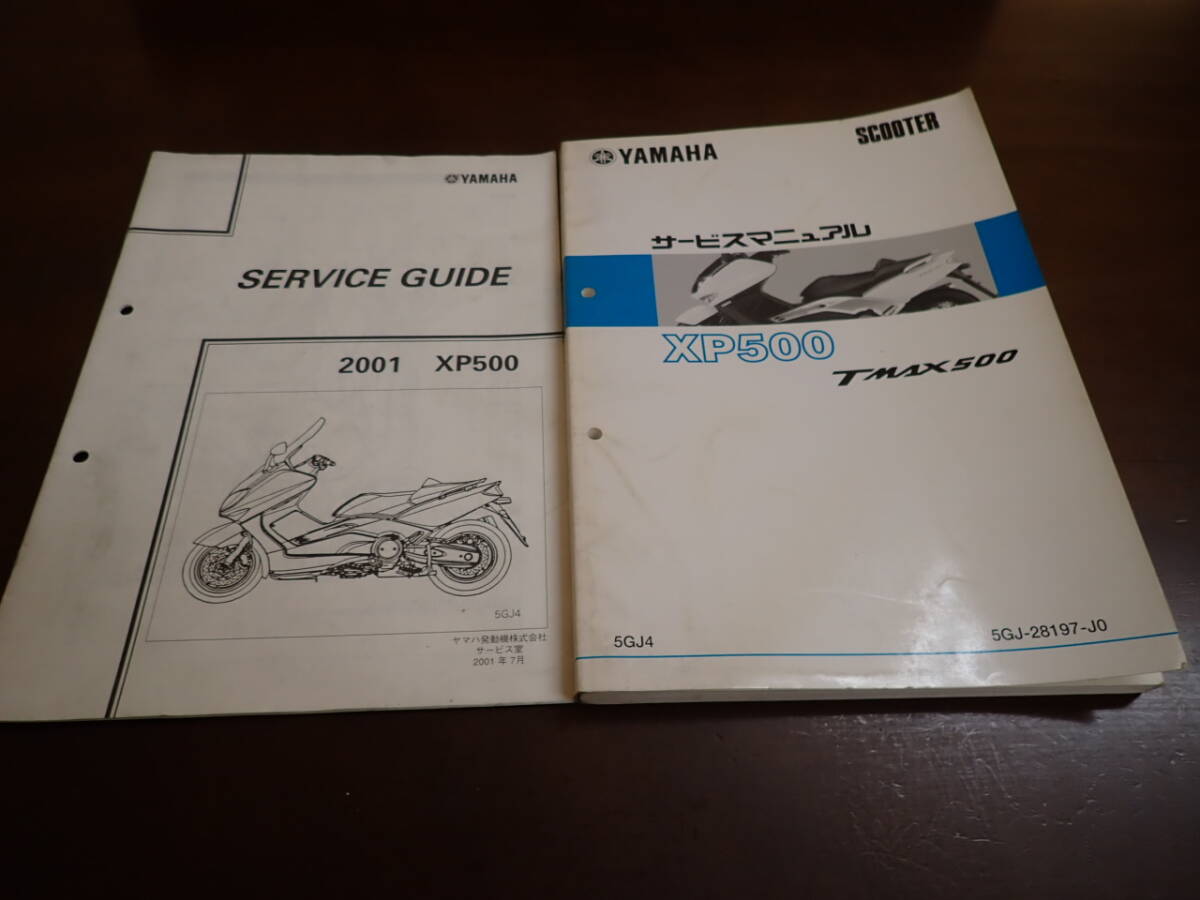 YAMAHA
SERVICE GUIDE
2001 XP500
5GJ4
ヤマハ発動機株式会社
サービス室
2001 年 7月
YAMAHA
SCOOTER
サービスマニュアル
XP500
TMAX500
5GJ4
5GJ-28197-J0